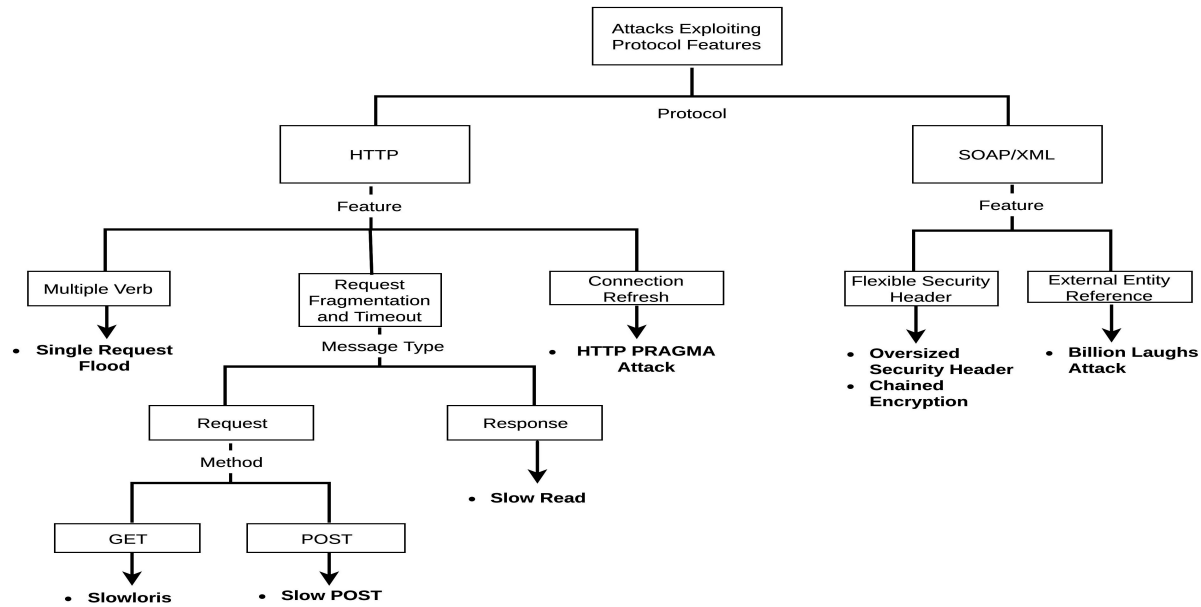 Attacks Exploiting
Protocol Features
Protocol
HTTP
SOAP/XML
Feature
Feature
Multiple Verb
Request
Fragmentation
and Timeout
Connection
Refresh
Flexible Security
Header
External Entity
Reference
• Single Request
Flood
Message Type
• HTTP PRAGMA
Attack
• Oversized
Security Header
• Chained
Encryption
• Billion Laughs
Attack
Request
Response
Method
• Slow Read
GET
POST
• Slowloris
• Slow POST